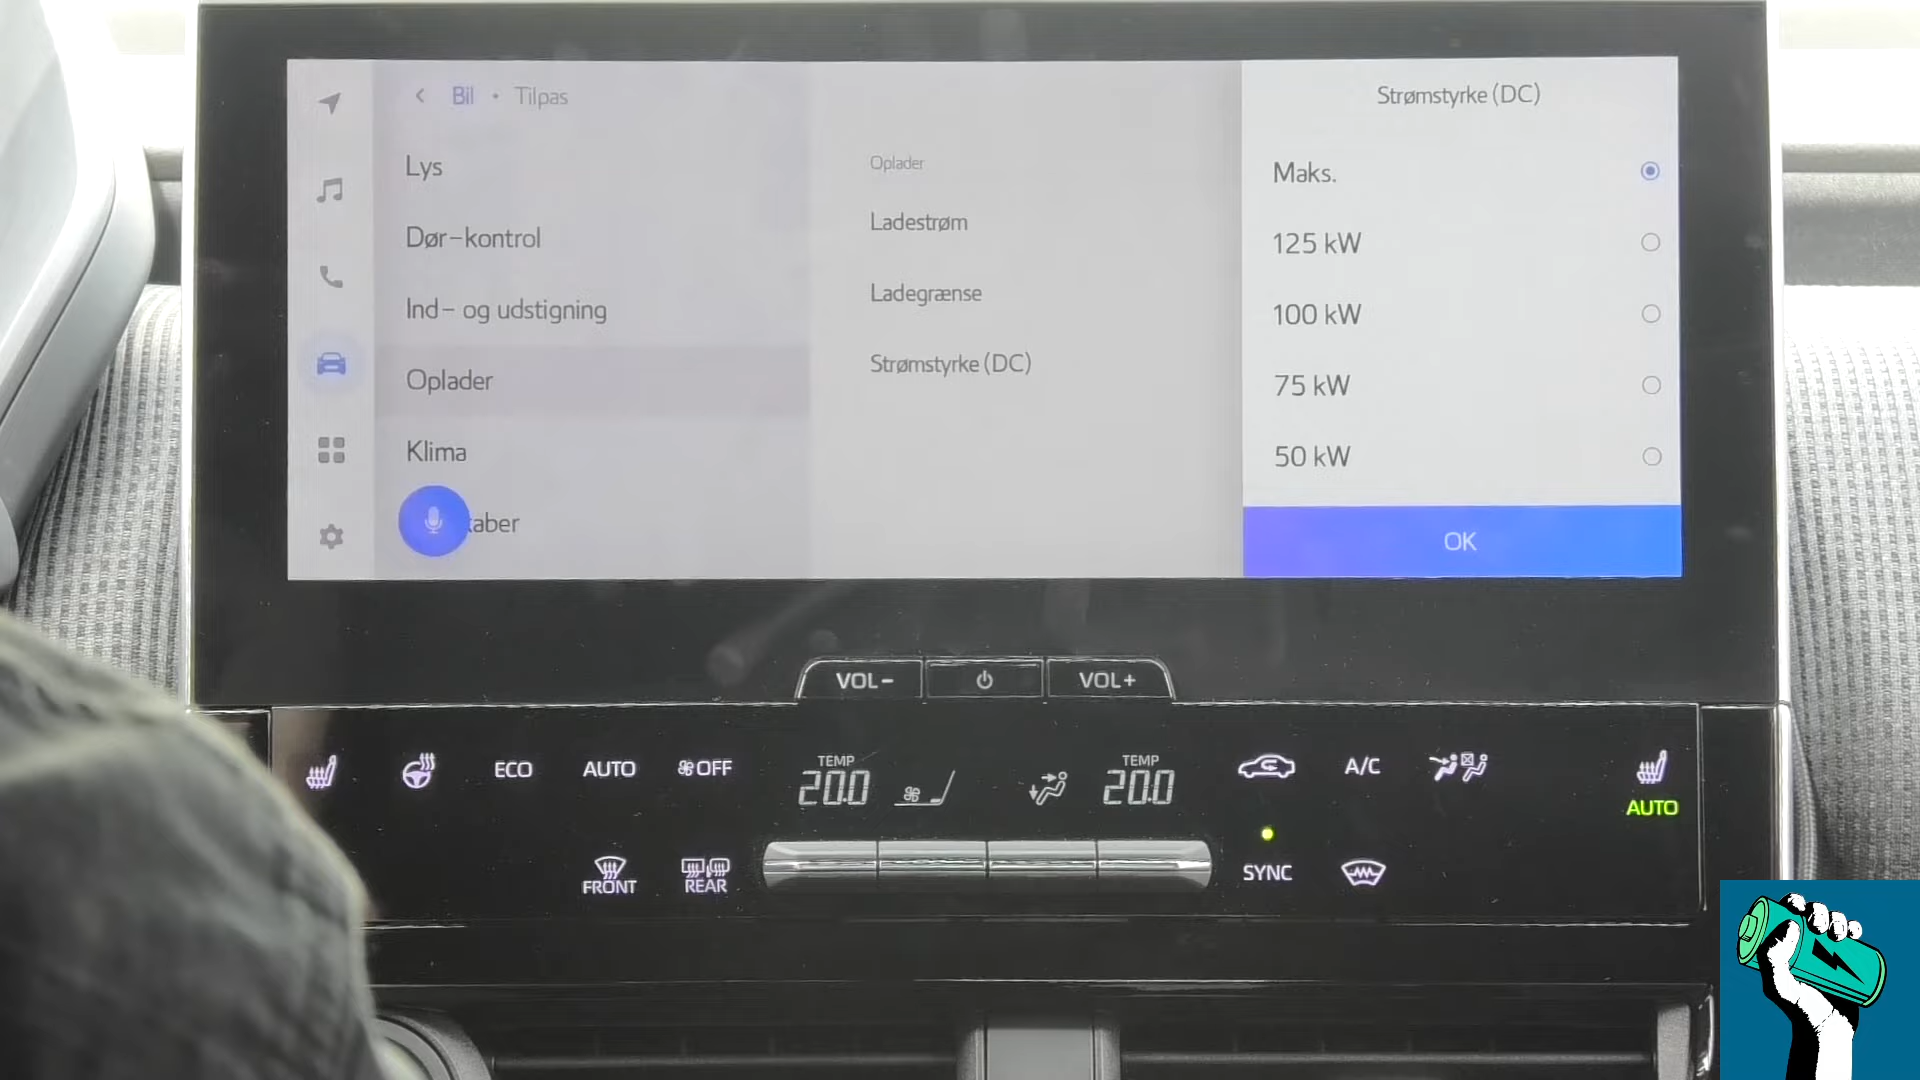 Bil • Tilpas
Lys
Dør-kontrol
Ind- og udstigning
Oplader
Klima
Oplader
Ladestrøm
Ladegrænse
Strømstyrke (DC)
Strømstyrke (DC)
Maks.
125 kW
100 kW
75 kW
50 kW
OK
VOL-
VOL+
ECO
AUTO
OFF
TEMP
20.0
TEMP
20.0
A/C
AUTO
FRONT
REAR
SYNC